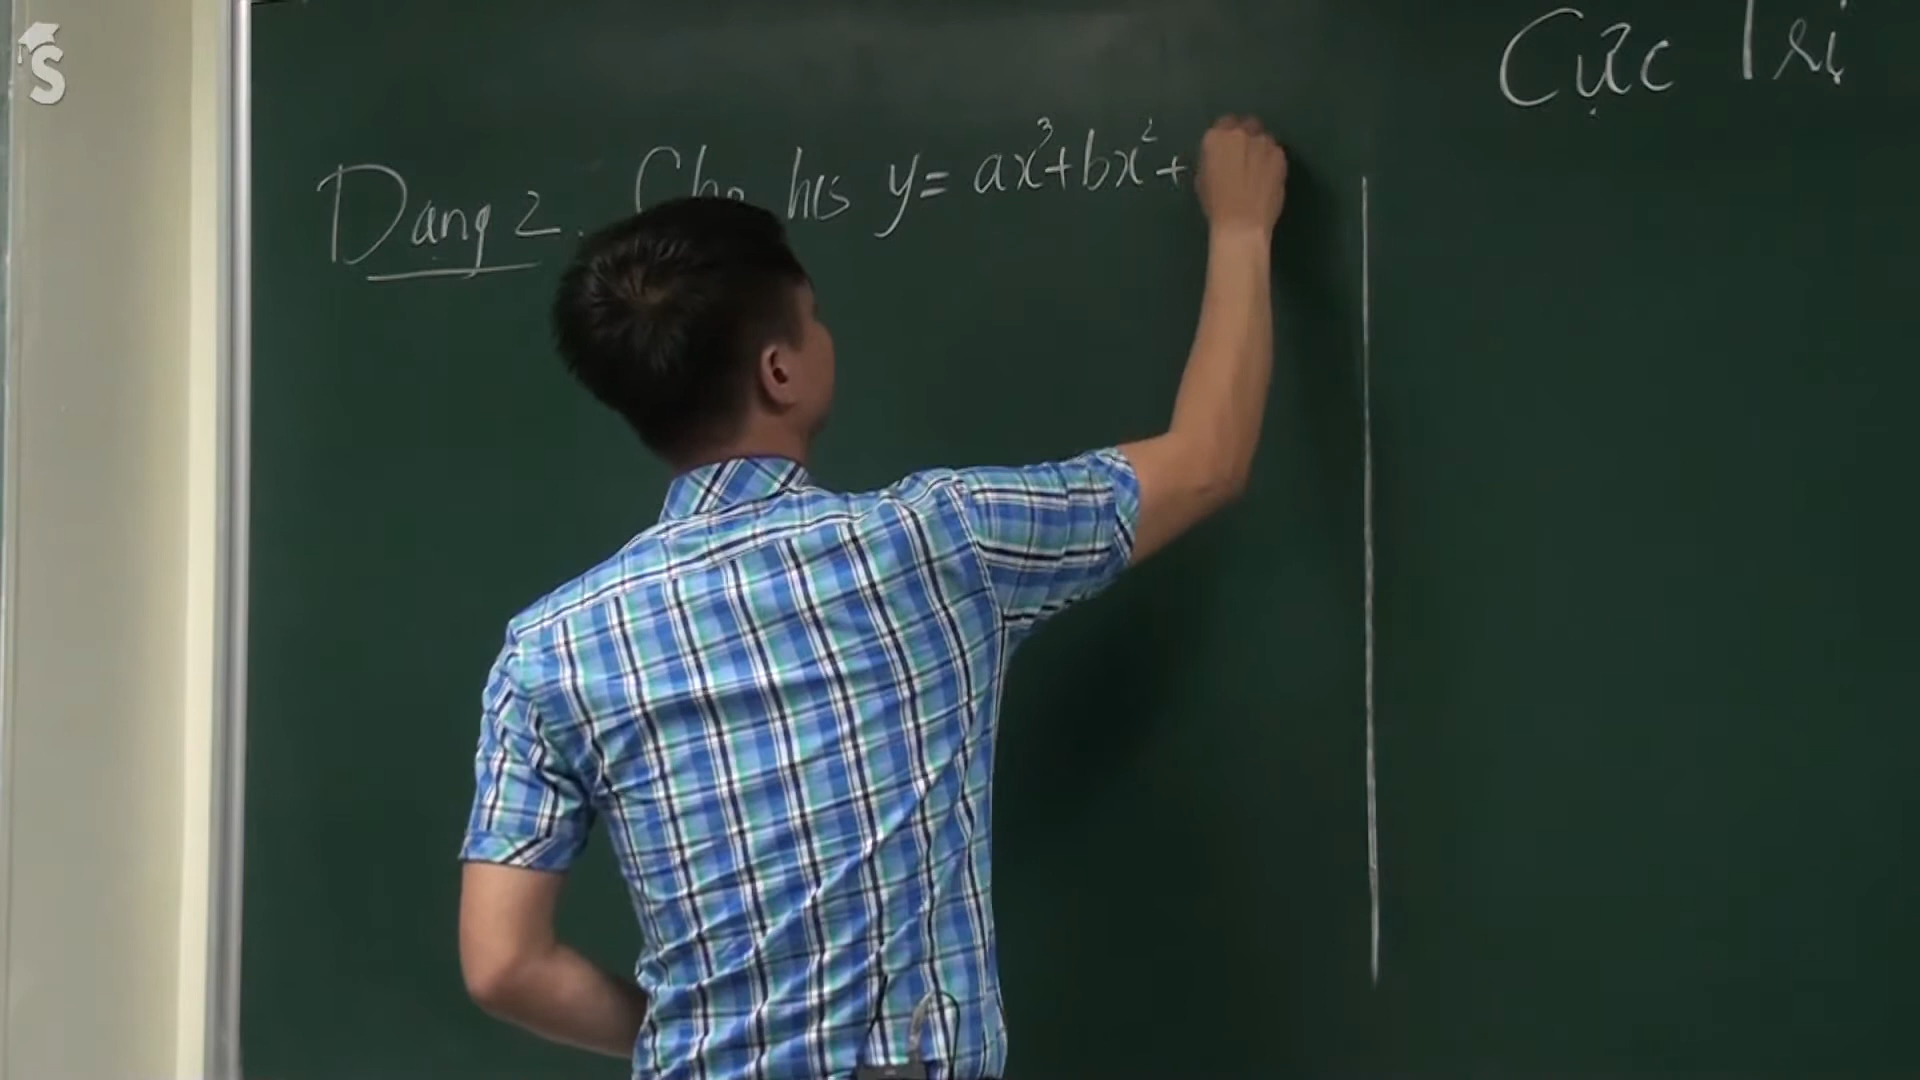 Cực Trị
Dạng 2. Cho hs y = ax³ + bx² +
S